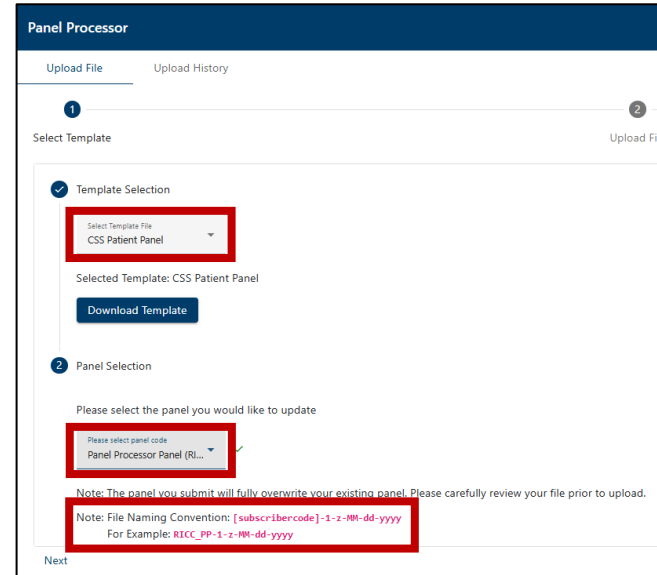 Panel Processor
Upload File Upload History
1 2
Select Template Upload Fi
Template Selection
Select Template File
CSS Patient Panel
Selected Template: CSS Patient Panel
Download Template
2 Panel Selection
Please select the panel you would like to update
Please select panel code
Panel Processor Panel (RI...
Note: The panel you submit will fully overwrite your existing panel. Please carefully review your file prior to upload.
Note: File Naming Convention: [subscribercode]-1-z-MM-dd-yyyy
For Example: RICC_PP-1-z-MM-dd-yyyy
Next